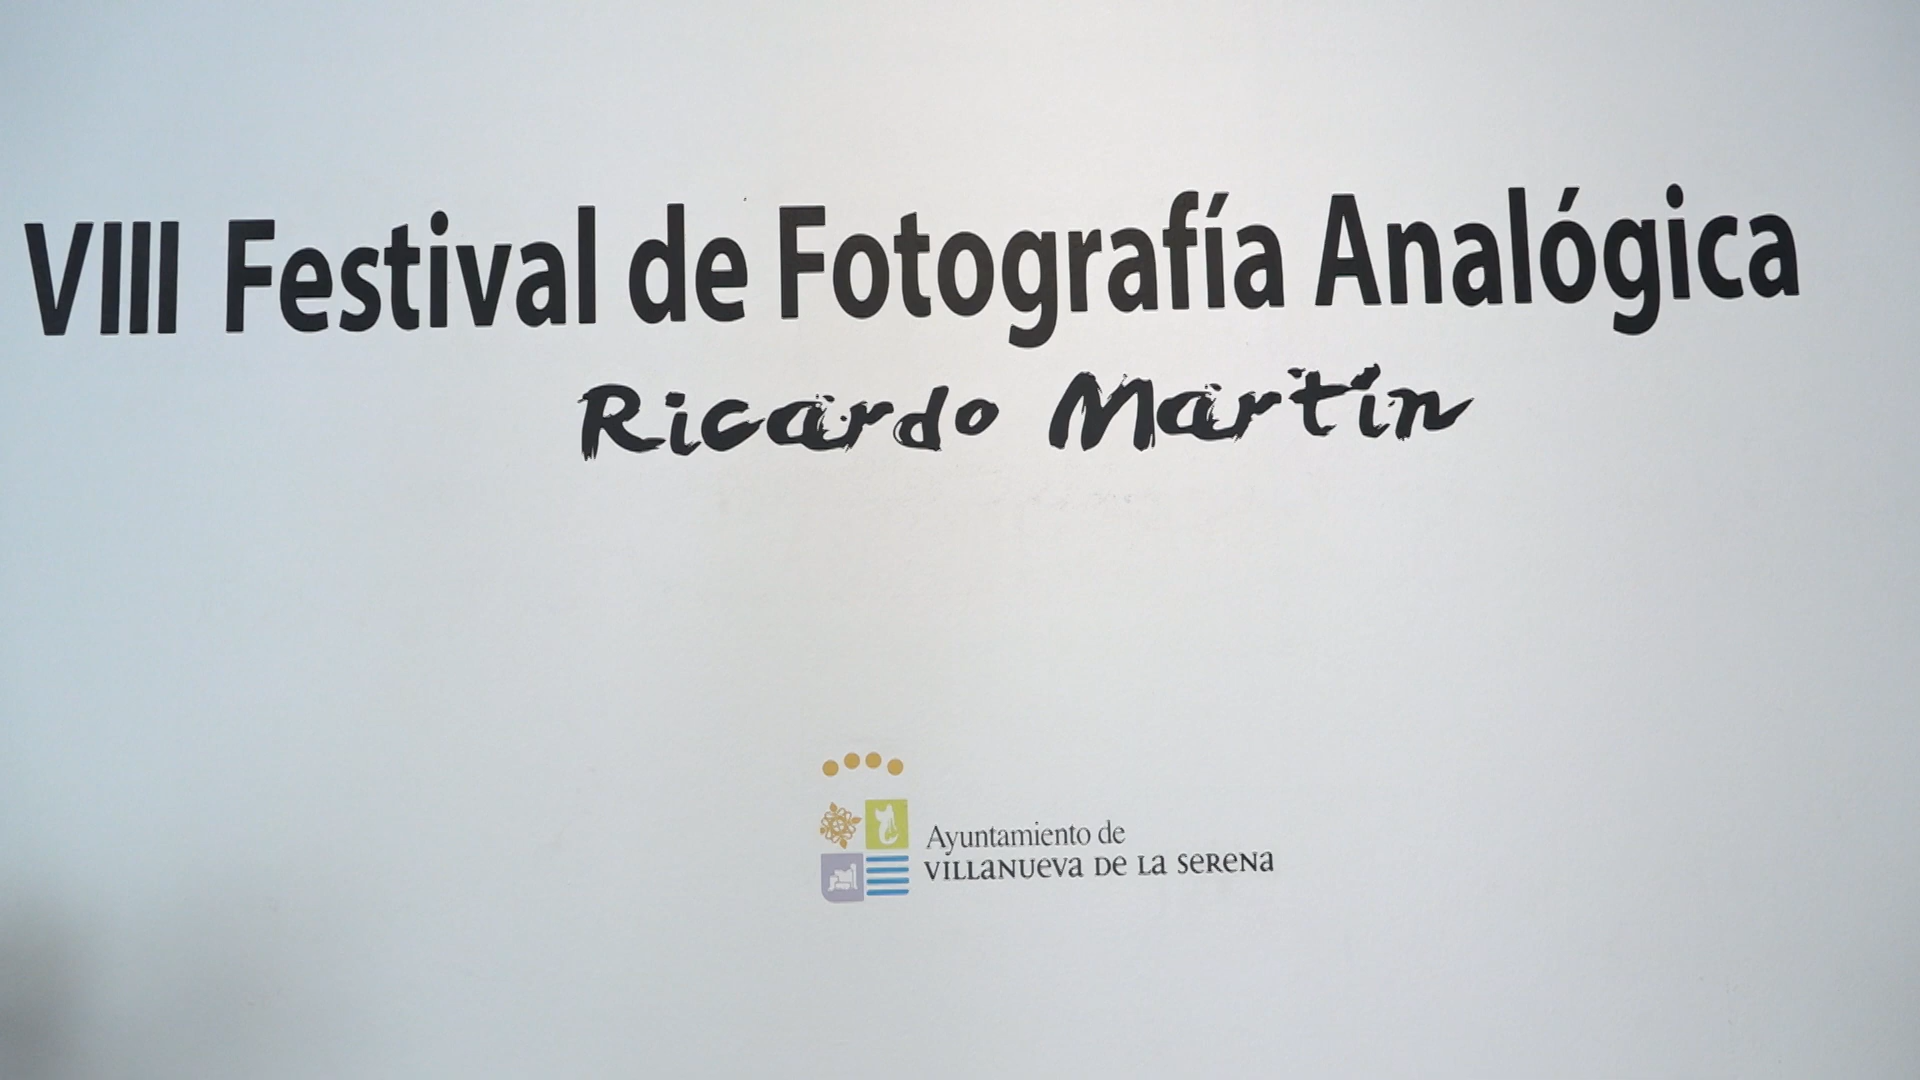 VIII Festival de Fotografía Analógica
Ricardo Martín
Ayuntamiento de
VILLANUEVA DE LA SERENA